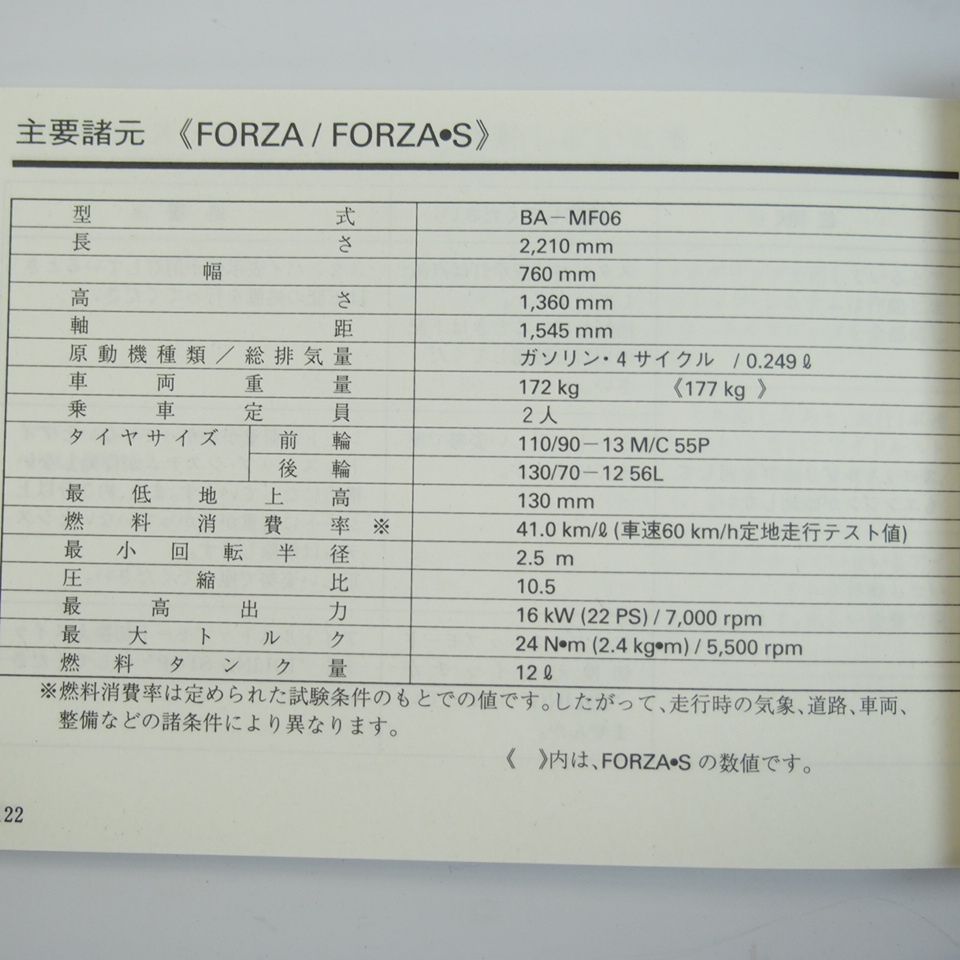 主要諸元 《FORZA / FORZA•S》
型式 BA－MF06
長さ 2,210 mm
幅 760 mm
高さ 1,360 mm
軸距 1,545 mm
原動機種類／総排気量 ガソリン・4サイクル / 0.249ℓ
車両重量 172 kg 《177 kg 》
乗車定員 2人
タイヤサイズ 前輪 110/90－13 M/C 55P
後輪 130/70－12 56L
最低地上高 130 mm
燃料消費率※ 41.0 km/ℓ (車速60 km/h定地走行テスト値)
最小回転半径 2.5 m
圧縮比 10.5
最高出力 16 kW (22 PS) / 7,000 rpm
最大トルク 24 N•m (2.4 kg•m) / 5,500 rpm
燃料タンク量 12ℓ
※燃料消費率は定められた試験条件のもとでの値です。したがって、走行時の気象、道路、車両、
整備などの諸条件により異なります。
《 》内は、FORZA•S の数値です。
22